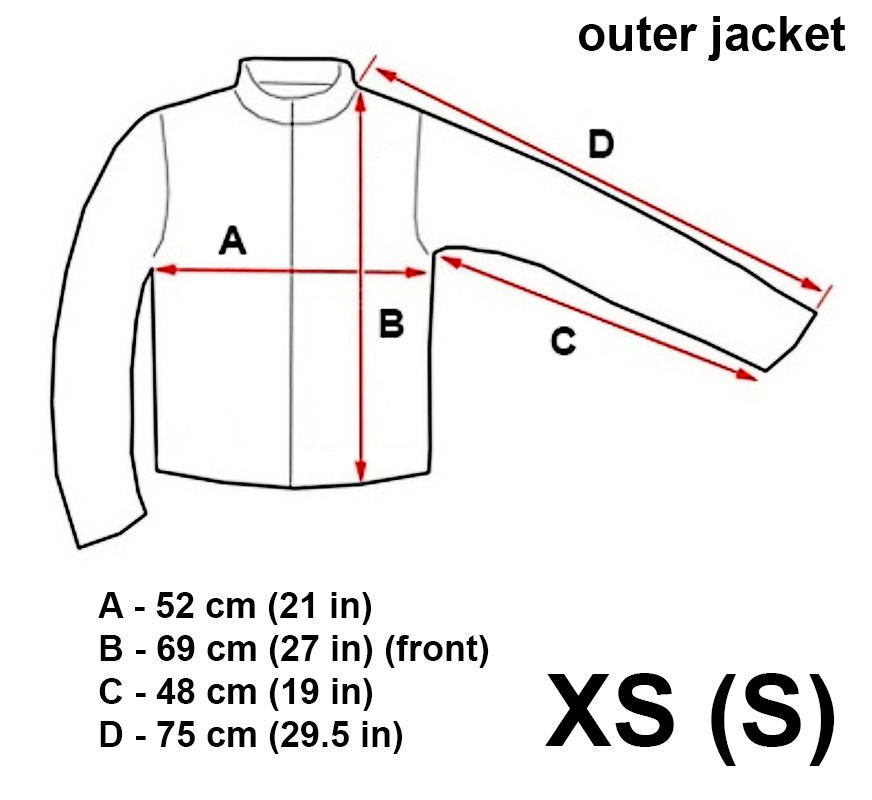 outer jacket
D
A
B
C
A - 52 cm (21 in)
B - 69 cm (27 in) (front)
C - 48 cm (19 in)
D - 75 cm (29.5 in)
XS (S)